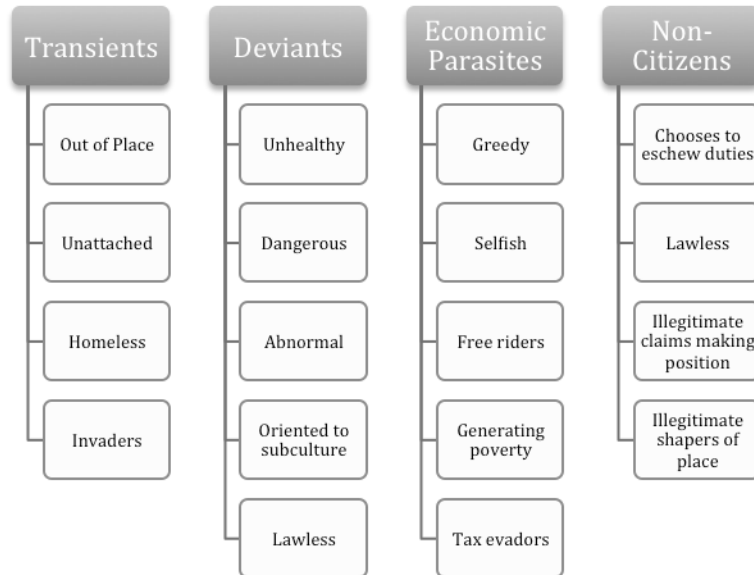 Transients
Out of Place
Unattached
Homeless
Invaders
Deviants
Unhealthy
Dangerous
Abnormal
Oriented to
subculture
Lawless
Economic
Parasites
Greedy
Selfish
Free riders
Generating
poverty
Tax evadors
Non-
Citizens
Chooses to
eschew duties
Lawless
Illegitimate
claims making
position
Illegitimate
shapers of
place